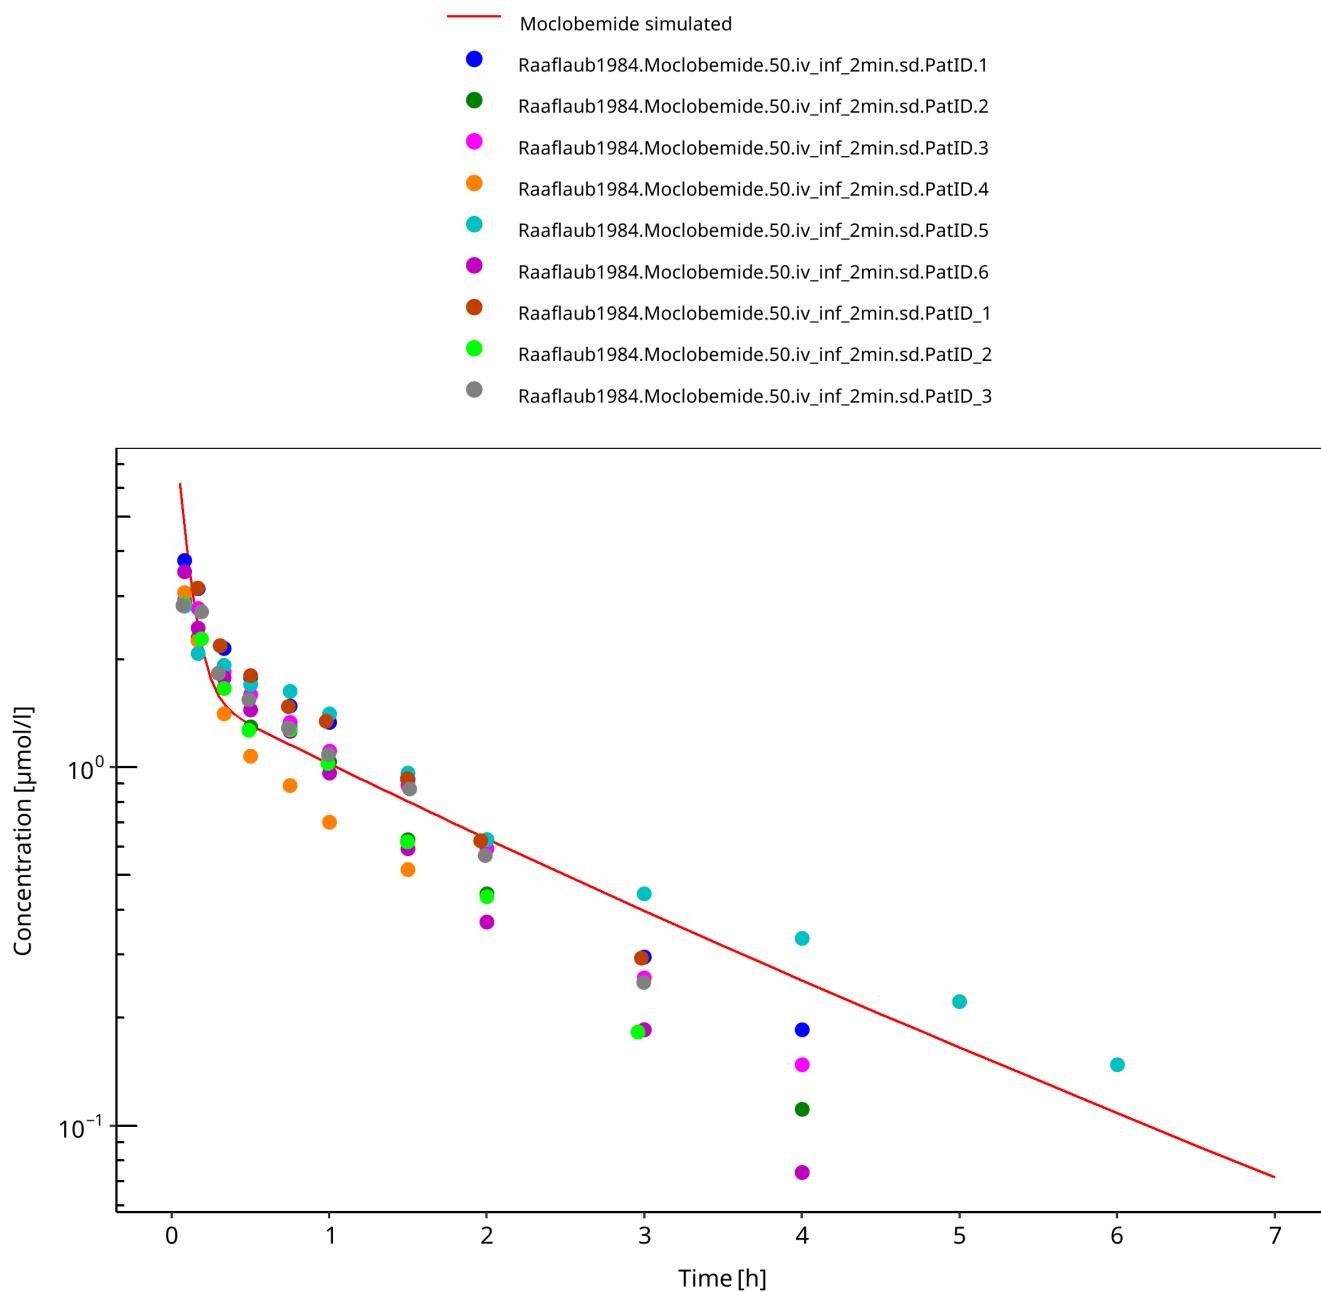 Moclobemide simulated
Raaflaub1984.Moclobemide.50.iv_inf_2min.sd.PatID.1
Raaflaub1984.Moclobemide.50.iv_inf_2min.sd.PatID.2
Raaflaub1984.Moclobemide.50.iv_inf_2min.sd.PatID.3
Raaflaub1984.Moclobemide.50.iv_inf_2min.sd.PatID.4
Raaflaub1984.Moclobemide.50.iv_inf_2min.sd.PatID.5
Raaflaub1984.Moclobemide.50.iv_inf_2min.sd.PatID.6
Raaflaub1984.Moclobemide.50.iv_inf_2min.sd.PatID_1
Raaflaub1984.Moclobemide.50.iv_inf_2min.sd.PatID_2
Raaflaub1984.Moclobemide.50.iv_inf_2min.sd.PatID_3
Concentration [µmol/l]
10⁰
10⁻¹
0 1 2 3 4 5 6 7
Time [h]